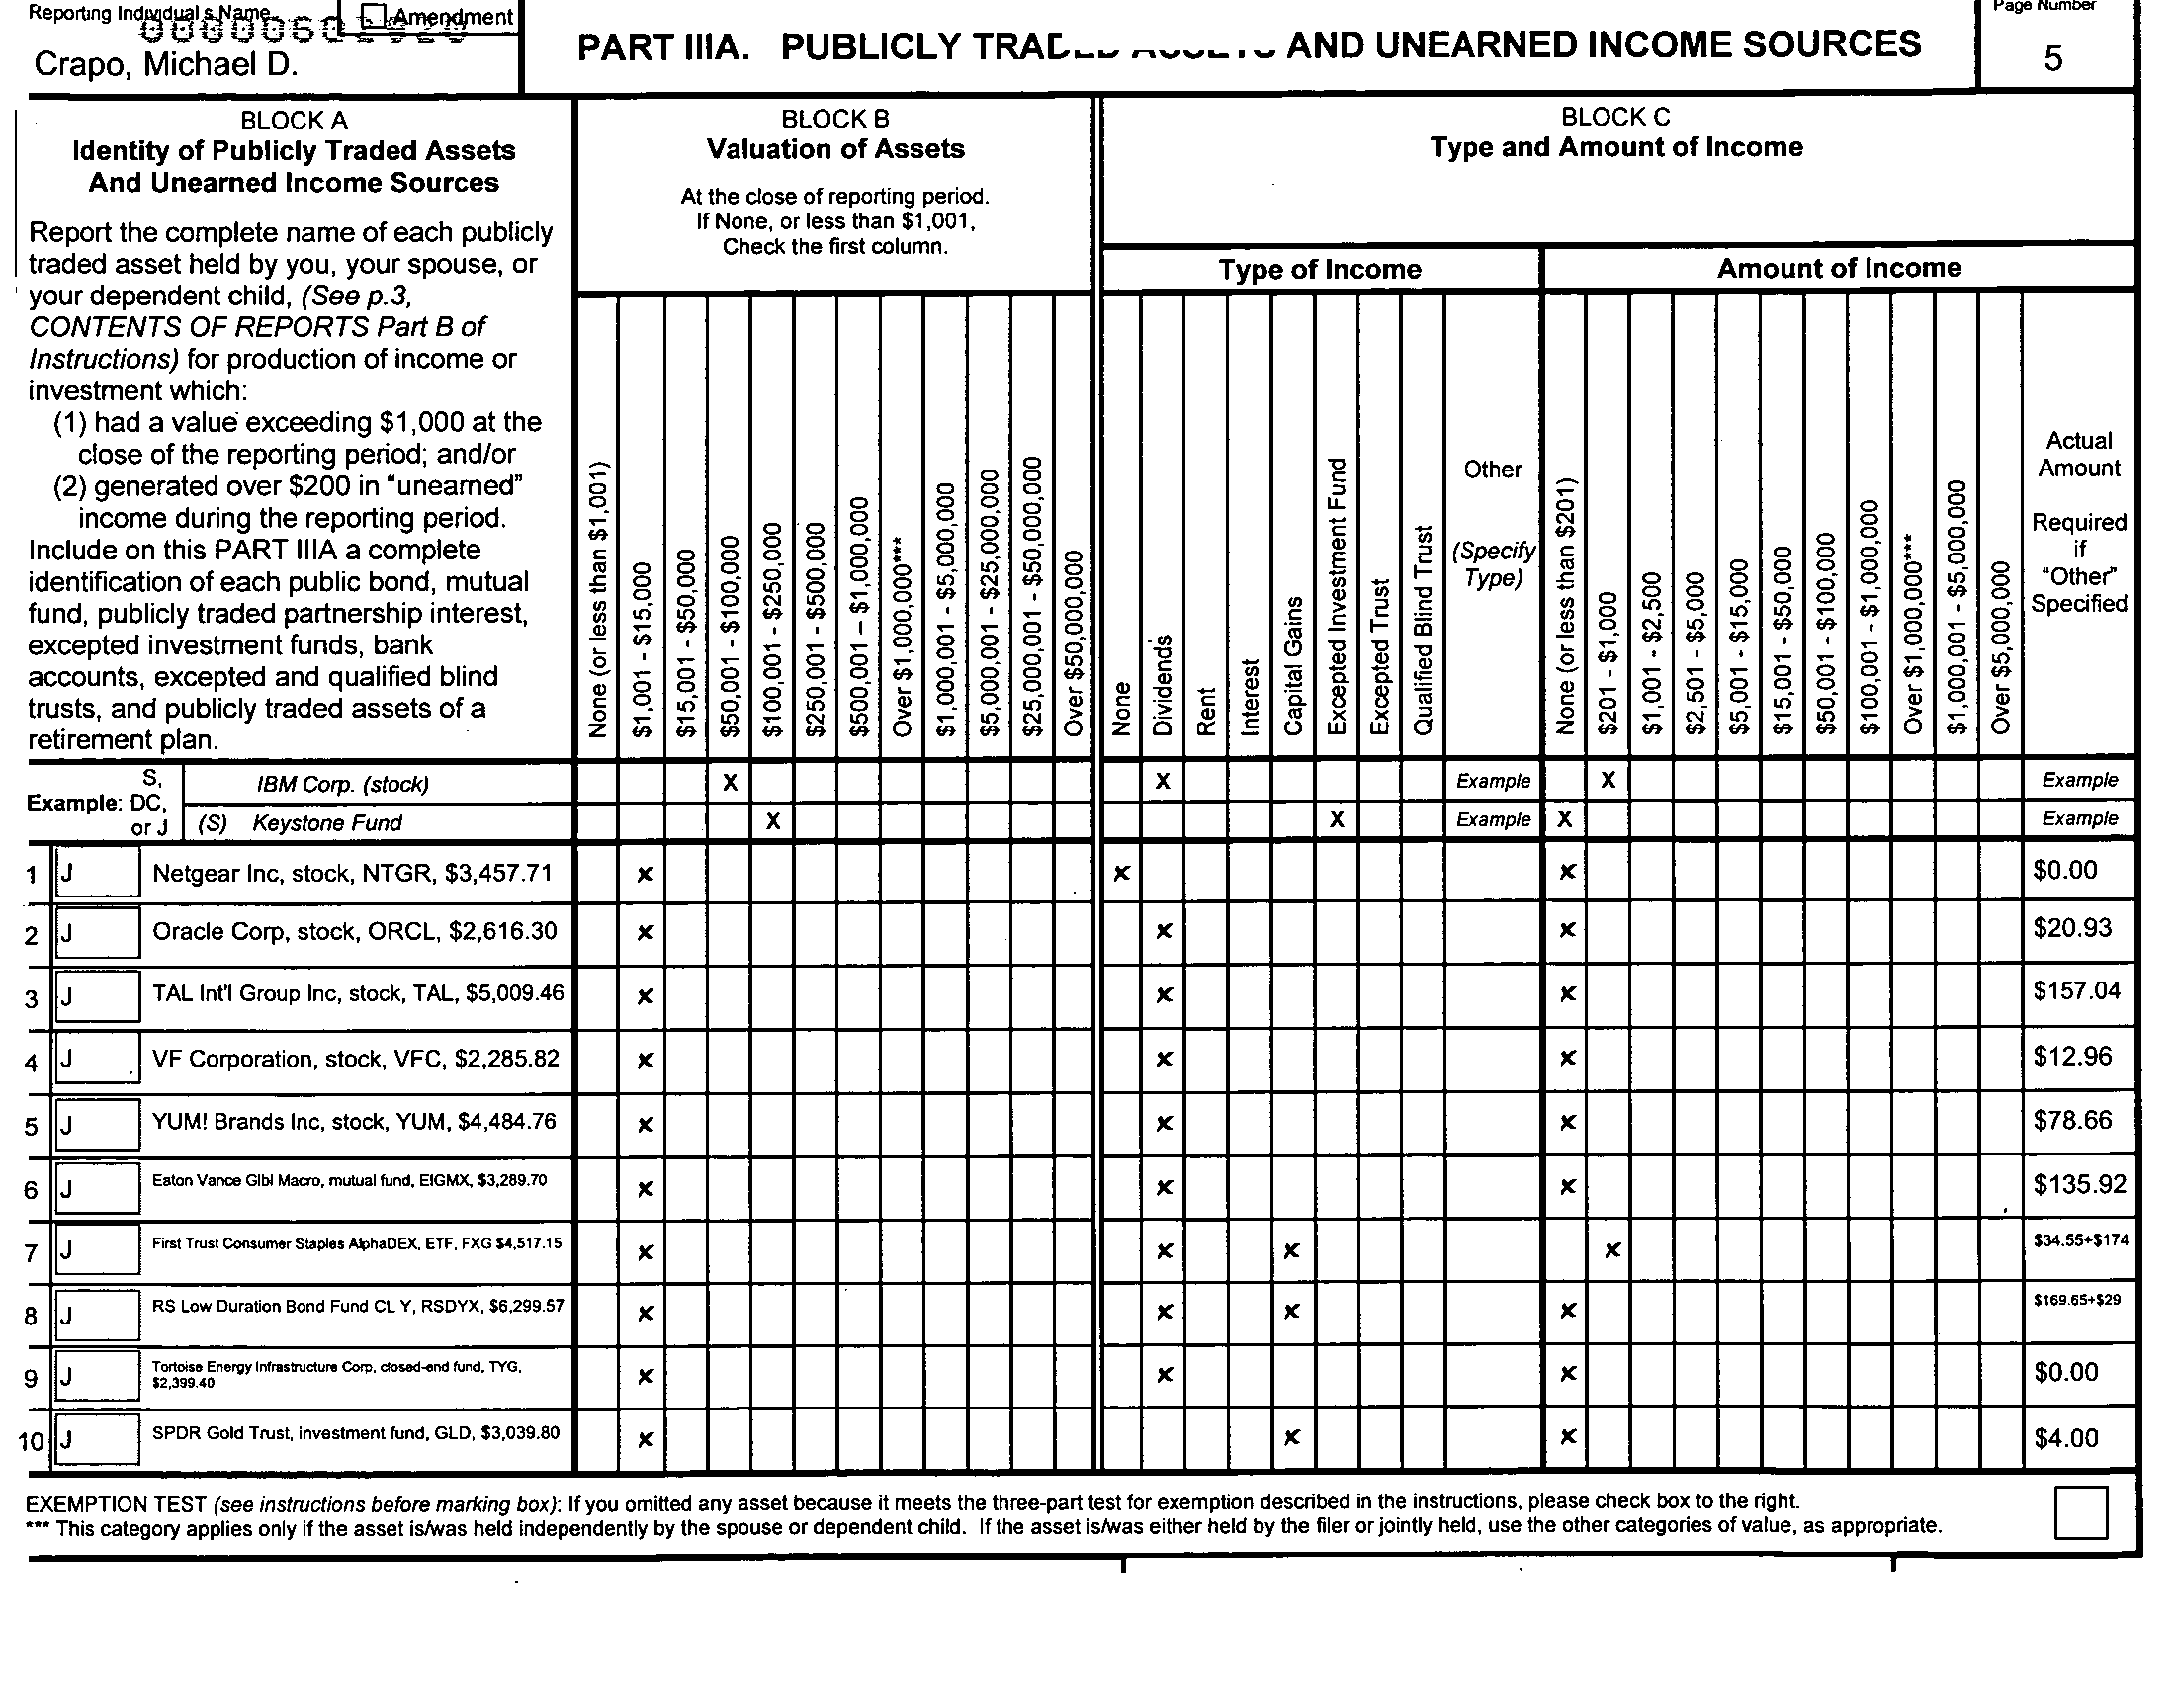 Reporting Individual's Name
Amendment
Crapo, Michael D.
PART IIIA. PUBLICLY AND UNEARNED INCOME SOURCES
Page Number
5
BLOCK A
Identity of Publicly Traded Assets
And Unearned Income Sources
Report the complete name of each publicly
traded asset held by you, your spouse, or
your dependent child, (See p.3,
CONTENTS OF REPORTS Part B of
Instructions) for production of income or
investment which:
(1) had a value exceeding $1,000 at the
close of the reporting period; and/or
(2) generated over $200 in "unearned"
income during the reporting period.
Include on this PART IIIA a complete
identification of each public bond, mutual
fund, publicly traded partnership interest,
excepted investment funds, bank
accounts, excepted and qualified blind
trusts, and publicly traded assets of a
retirement plan.
BLOCK B
Valuation of Assets
At the close of reporting period.
If None, or less than $1,001,
Check the first column.
None (or less than $1,001)
$1,001 - $15,000
$15,001 - $50,000
$50,001 - $100,000
$100,001 - $250,000
$250,001 - $500,000
$500,001 – $1,000,000
Over $1,000,000***
$1,000,001 - $5,000,000
$5,000,001 - $25,000,000
$25,000,001 - $50,000,000
Over $50,000,000
BLOCK C
Type and Amount of Income
Type of Income
None
Dividends
Rent
Interest
Capital Gains
Excepted Investment Fund
Excepted Trust
Qualified Blind Trust
Other
(Specify
Type)
Amount of Income
None (or less than $201)
$201 - $1,000
$1,001 - $2,500
$2,501 - $5,000
$5,001 - $15,000
$15,001 - $50,000
$50,001 - $100,000
$100,001 - $1,000,000
Over $1,000,000***
$1,000,001 - $5,000,000
Over $5,000,000
Actual
Amount
Required
if
"Other"
Specified
Example: S, DC, or J
IBM Corp. (stock) X X Example X Example
(S) Keystone Fund X X Example X Example
1 J Netgear Inc, stock, NTGR, $3,457.71 x x x $0.00
2 J Oracle Corp, stock, ORCL, $2,616.30 x x x $20.93
3 J TAL Int'l Group Inc, stock, TAL, $5,009.46 x x x $157.04
4 J VF Corporation, stock, VFC, $2,285.82 x x x $12.96
5 J YUM! Brands Inc, stock, YUM, $4,484.76 x x x $78.66
6 J Eaton Vance Glbl Macro, mutual fund, EIGMX, $3,289.70 x x x $135.92
7 J First Trust Consumer Staples AlphaDEX, ETF, FXG $4,517.15 x x x x $34.55+$174
8 J RS Low Duration Bond Fund CL Y, RSDYX, $6,299.57 x x x x $169.65+$29
9 J Tortoise Energy Infrastructure Corp, closed-end fund, TYG,
$2,399.40 x x x $0.00
10 J SPDR Gold Trust, investment fund, GLD, $3,039.80 x x x $4.00
EXEMPTION TEST (see instructions before marking box): If you omitted any asset because it meets the three-part test for exemption described in the instructions, please check box to the right.
*** This category applies only if the asset is/was held independently by the spouse or dependent child. If the asset is/was either held by the filer or jointly held, use the other categories of value, as appropriate.